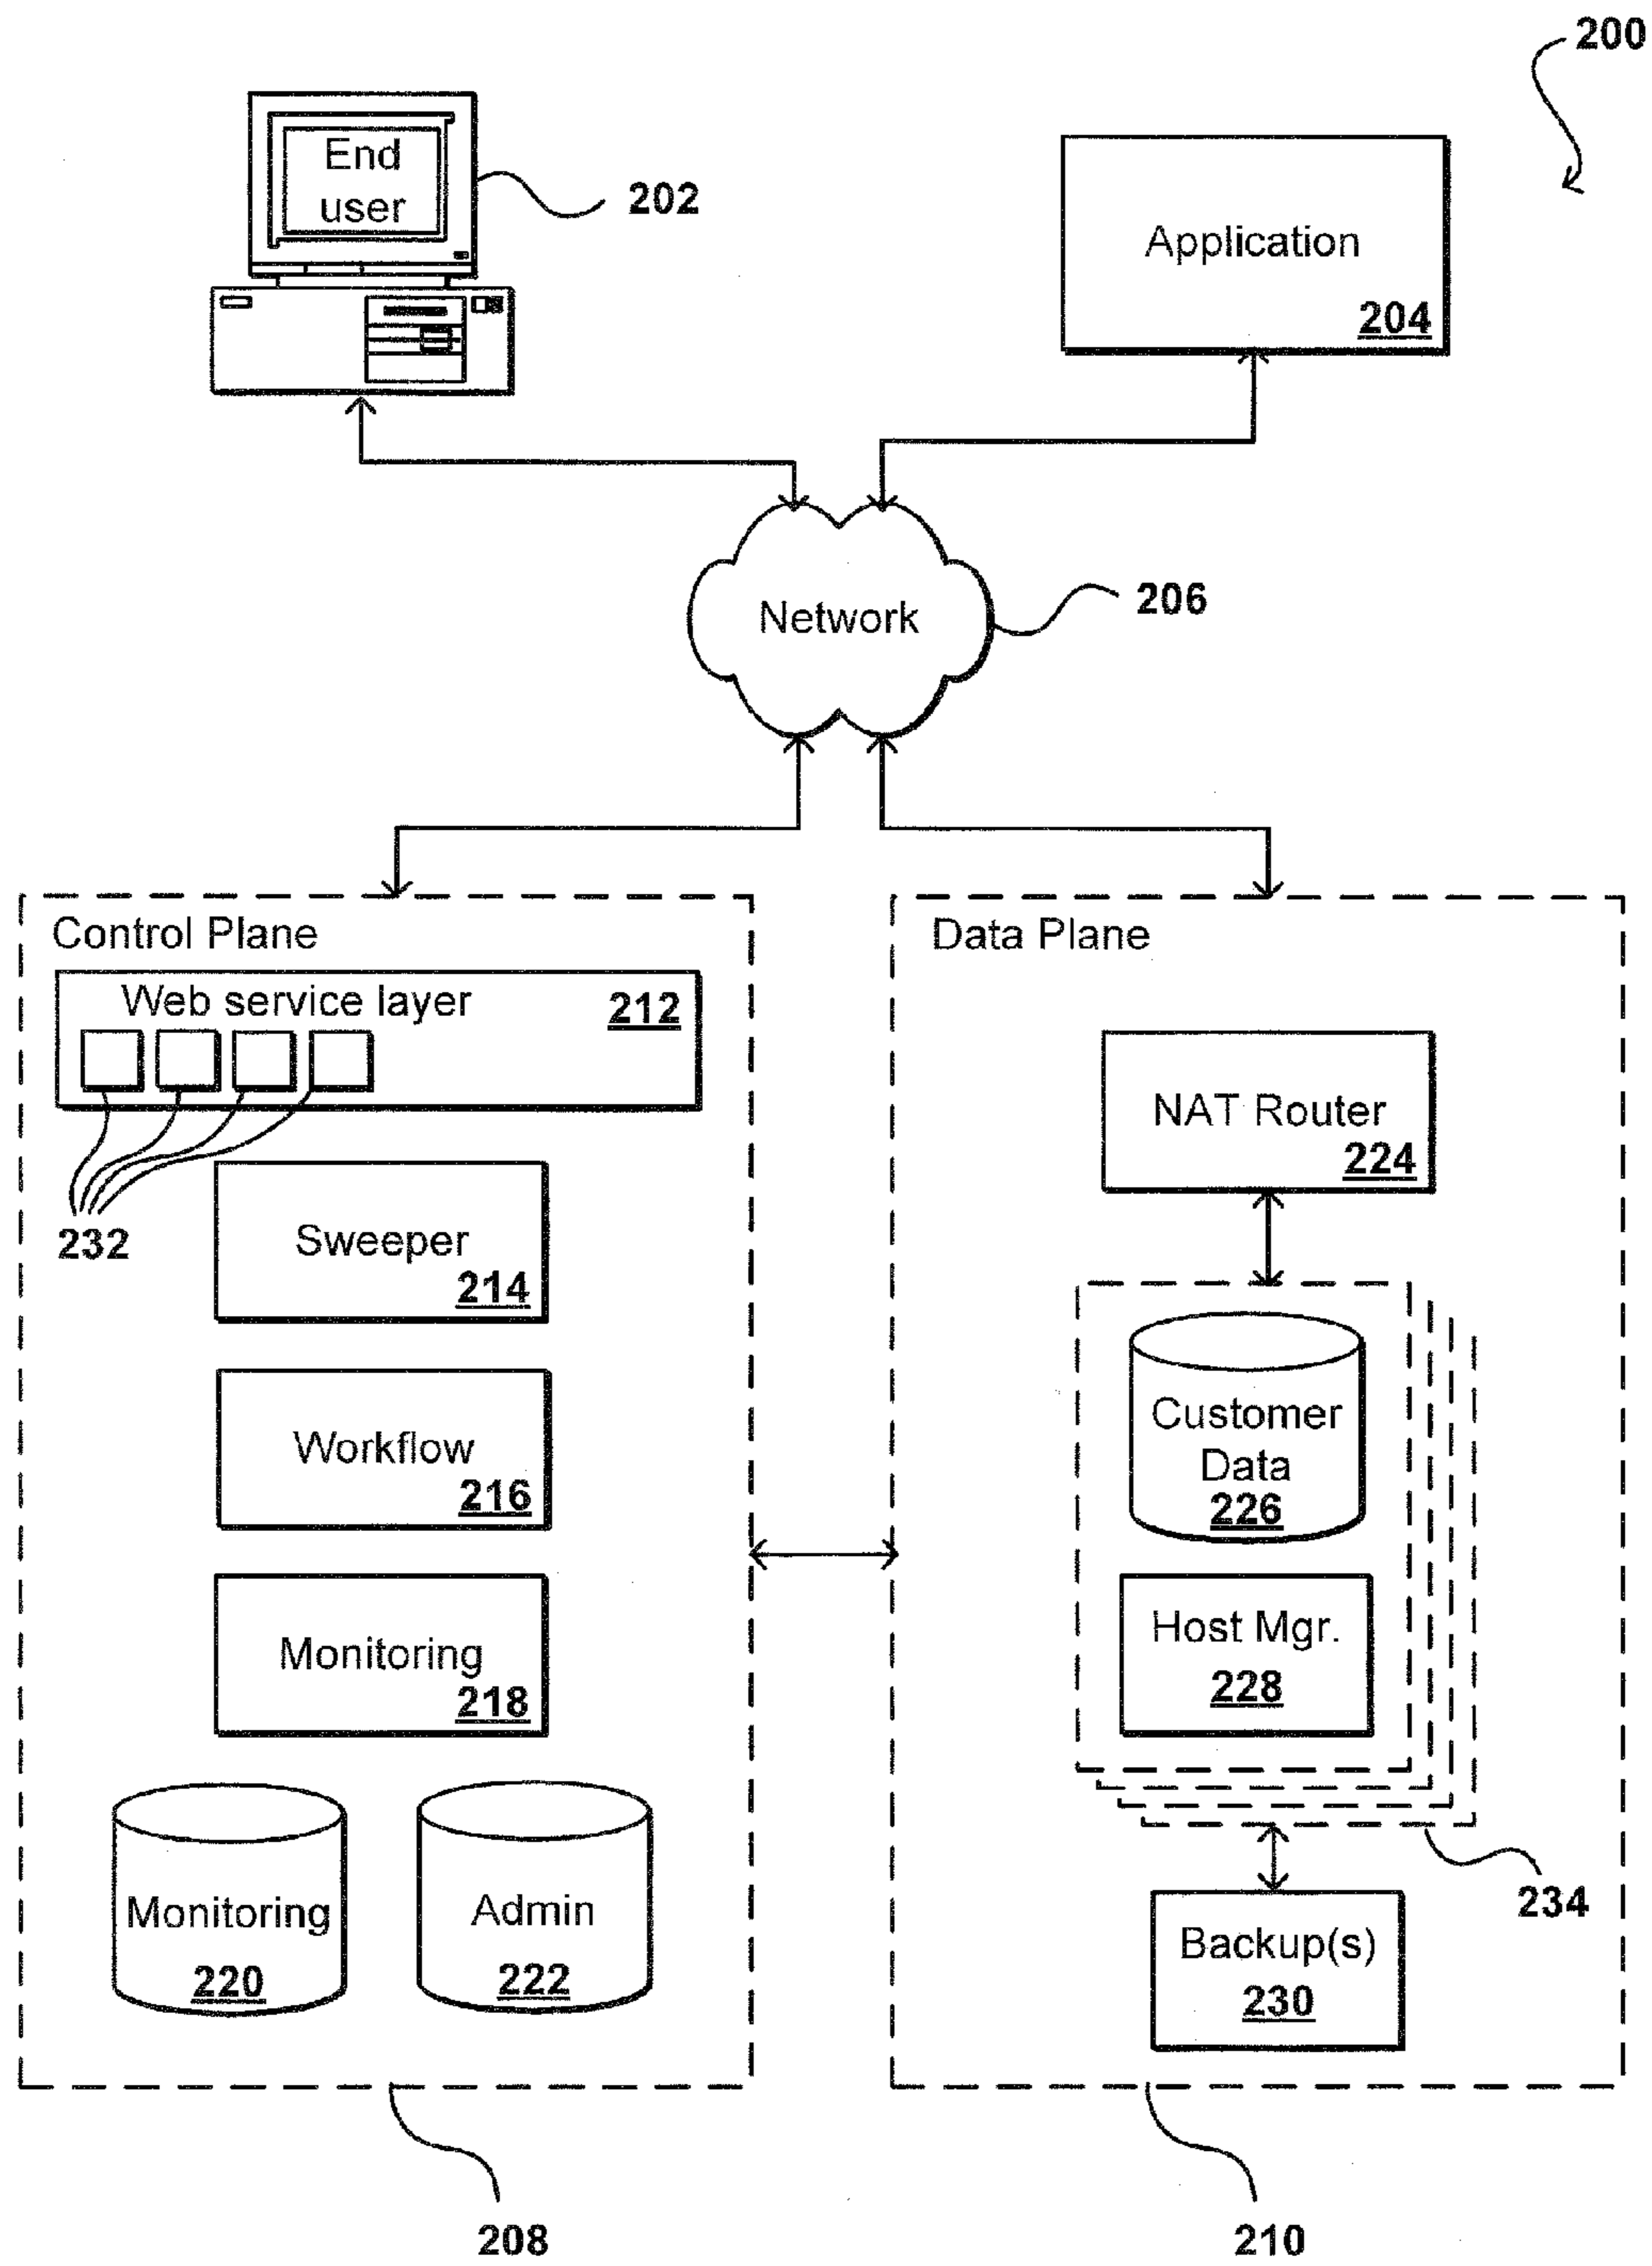 200
End
user
202
Application
204
Network
206
Control Plane
Web service layer
212
232
Sweeper
214
Workflow
216
Monitoring
218
Monitoring
220
Admin
222
208
Data Plane
NAT Router
224
Customer
Data
226
Host Mgr.
228
234
Backup(s)
230
210